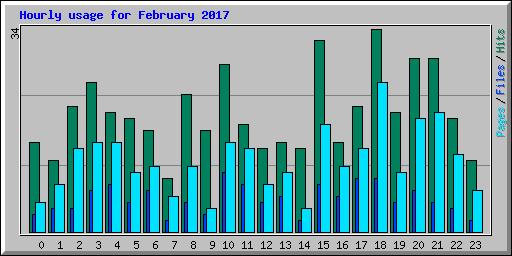 Hourly usage for February 2017
34
Pages/Files/Hits
0 1 2 3 4 5 6 7 8 9 10 11 12 13 14 15 16 17 18 19 20 21 22 23